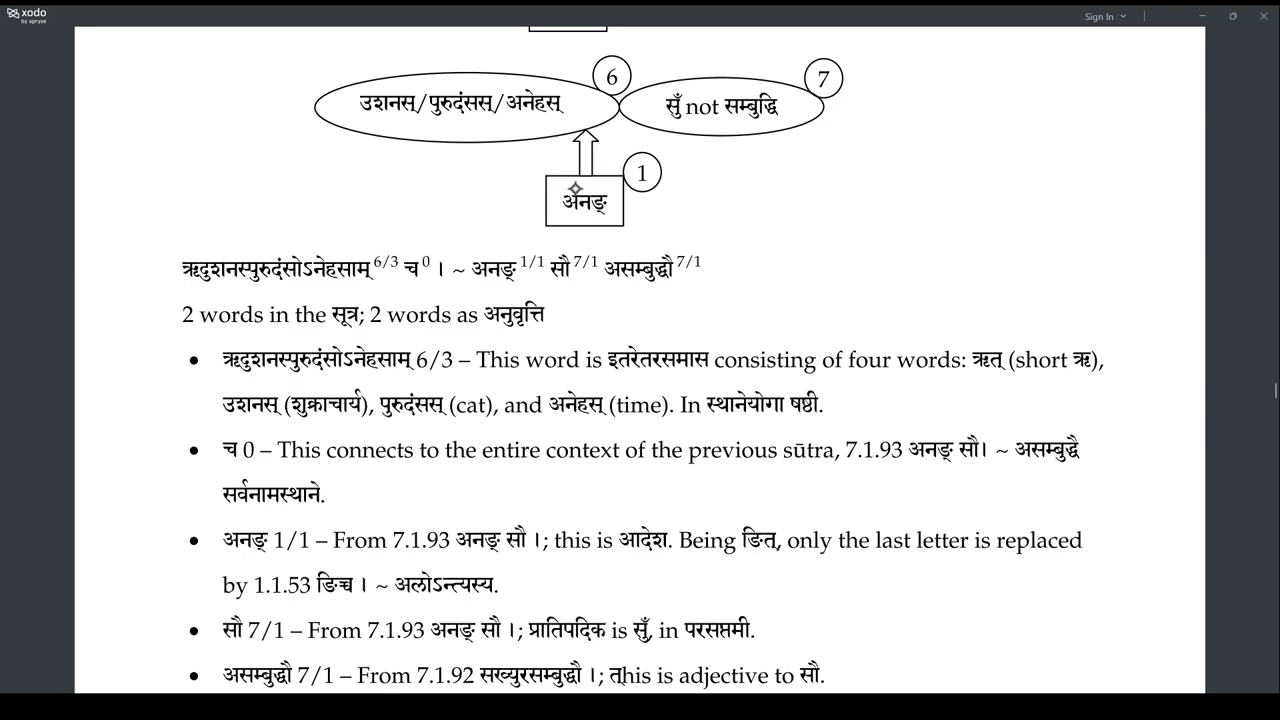 xodo
by apryse
Sign In
6
7
उशनस्/पुरुदंसस्/अनेहस्
सुँ not सम्बुद्धि
1
अनङ्
ऋदुशनस्पुरुदंसोऽनेहसाम् 6/3 च 0 । ~ अनङ् 1/1 सौ 7/1 असम्बुद्धौ 7/1
2 words in the सूत्र; 2 words as अनुवृत्ति
• ऋदुशनस्पुरुदंसोऽनेहसाम् 6/3 – This word is इतरेतरसमास consisting of four words: ऋत् (short ऋ),
उशनस् (शुक्राचार्य), पुरुदंसस् (cat), and अनेहस् (time). In स्थानेयोगा षष्ठी.
• च 0 – This connects to the entire context of the previous sūtra, 7.1.93 अनङ् सौ। ~ असम्बुद्धै
सर्वनामस्थाने.
• अनङ् 1/1 – From 7.1.93 अनङ् सौ ।; this is आदेश. Being ङित्, only the last letter is replaced
by 1.1.53 ङिच्च । ~ अलोऽन्त्यस्य.
• सौ 7/1 – From 7.1.93 अनङ् सौ ।; प्रातिपदिक is सुँ, in परसप्तमी.
• असम्बुद्धौ 7/1 – From 7.1.92 सख्युरसम्बुद्धौ ।; त्this is adjective to सौ.